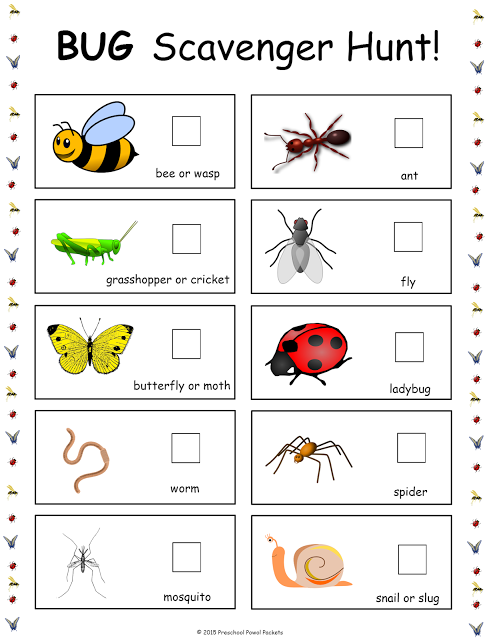 BUG Scavenger Hunt!
bee or wasp
ant
grasshopper or cricket
fly
butterfly or moth
ladybug
worm
spider
mosquito
snail or slug
© 2015 Preschool Powol Packets